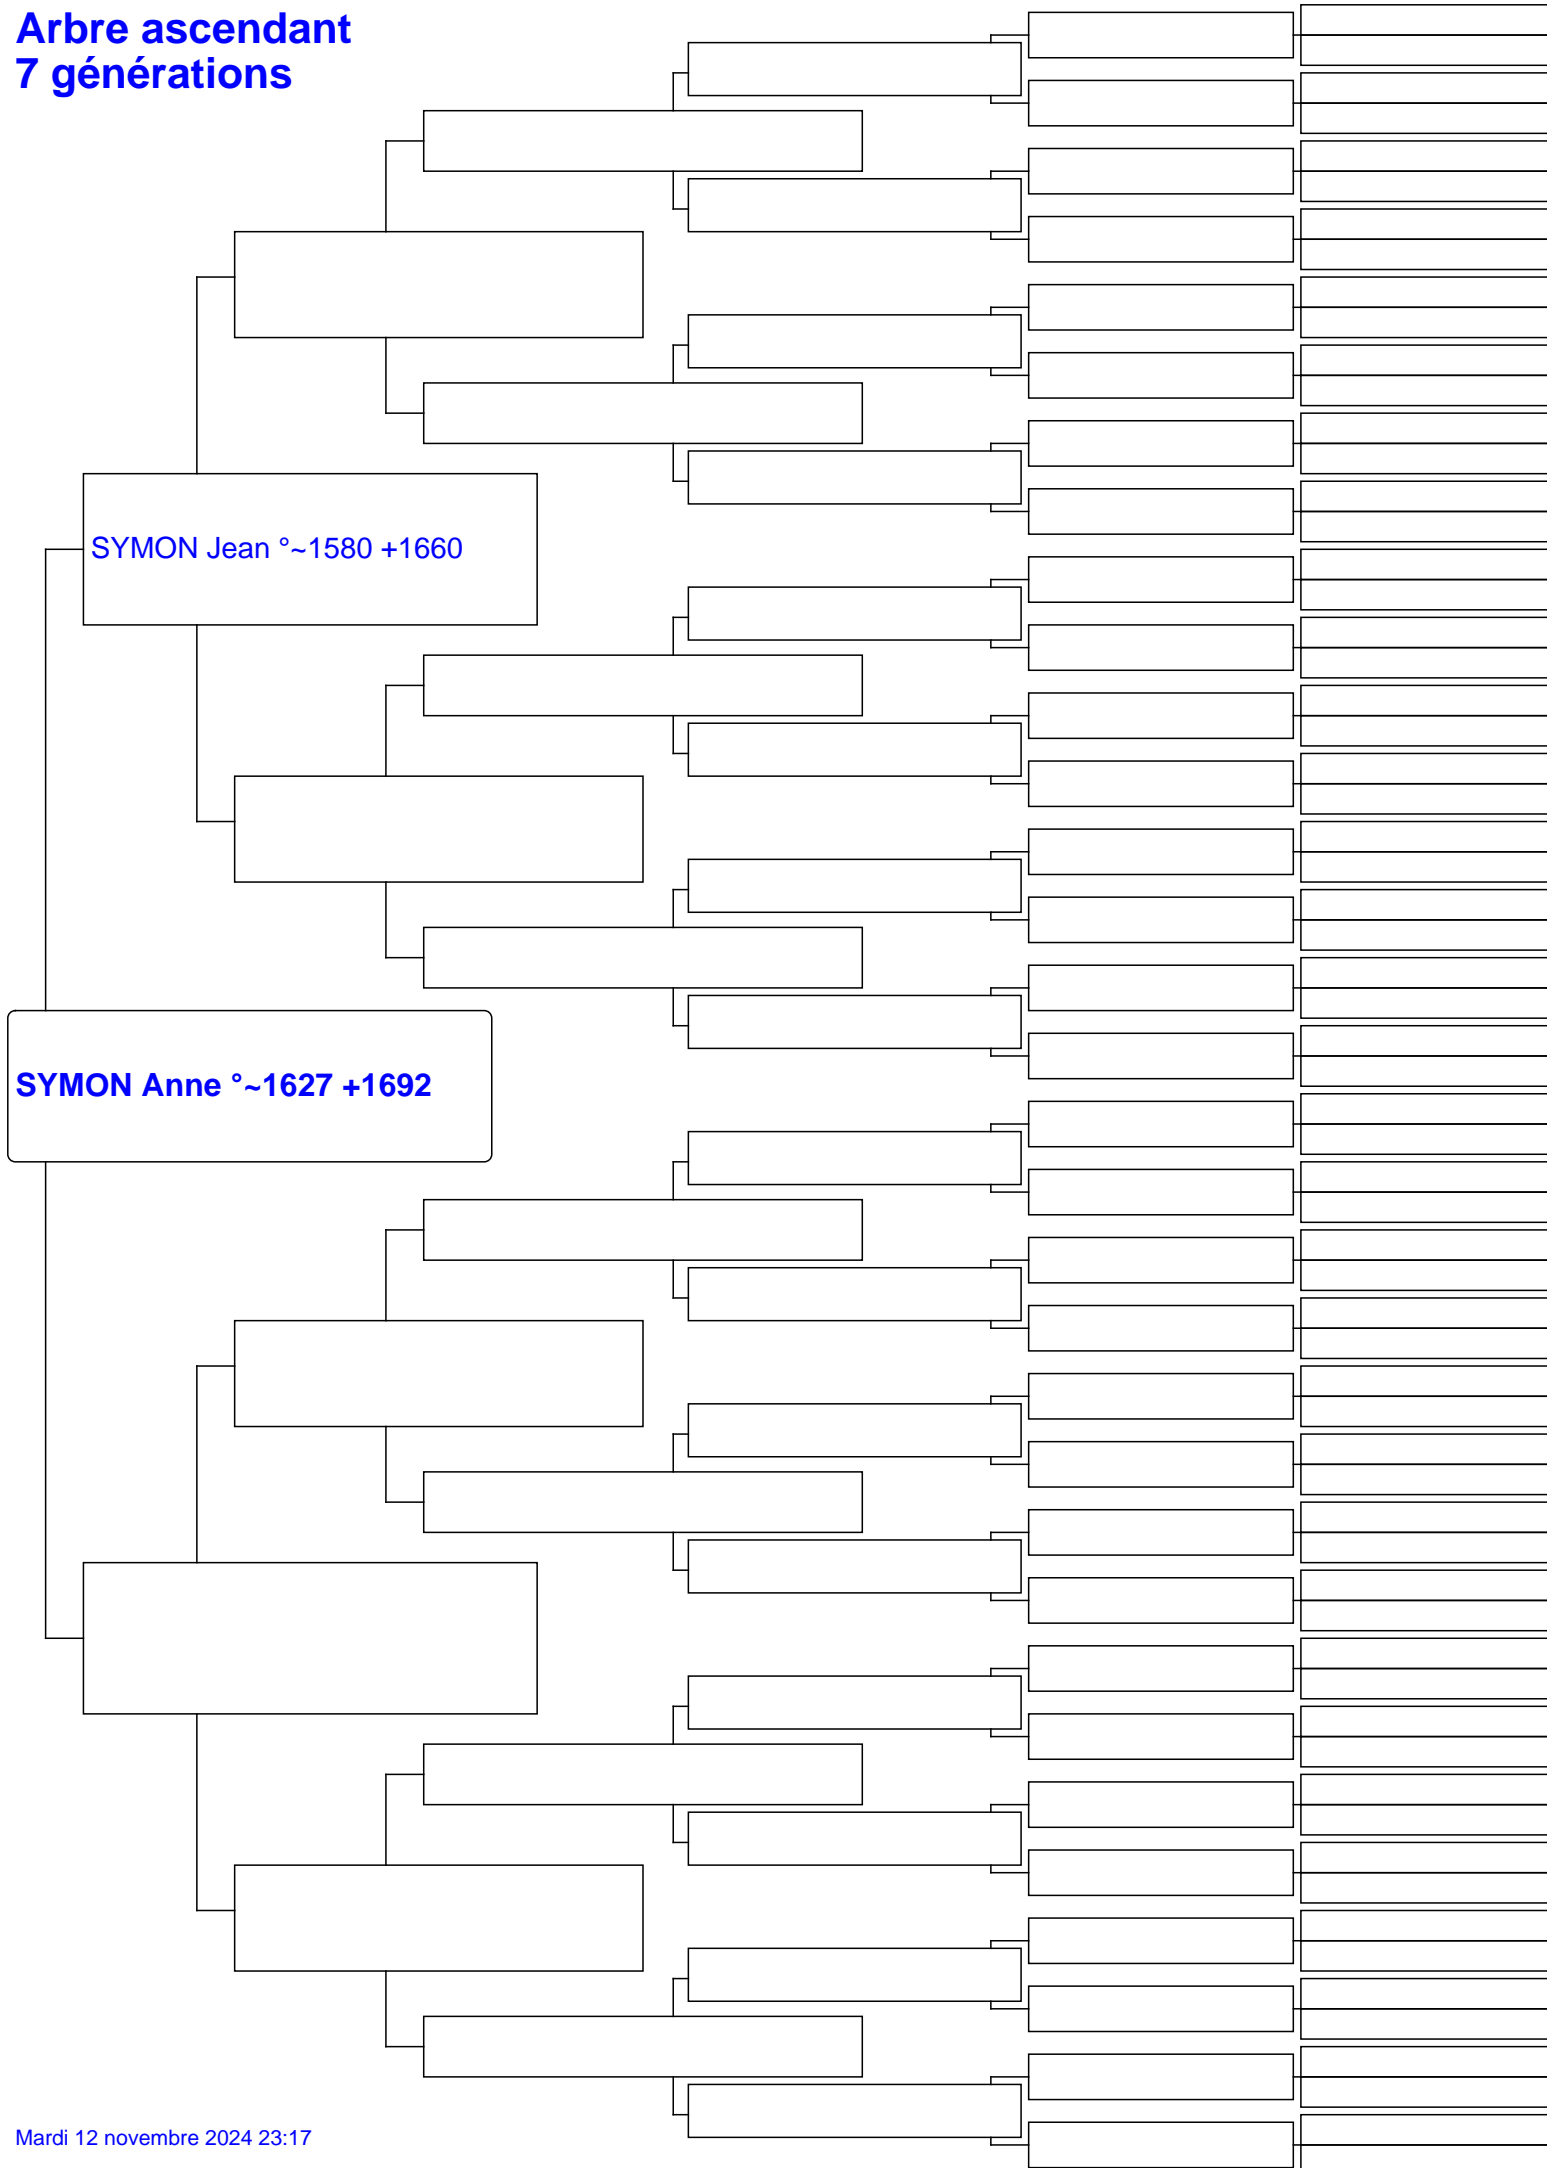 Arbre ascendant
7 générations
SYMON Jean °~1580 +1660
SYMON Anne °~1627 +1692
Mardi 12 novembre 2024 23:17